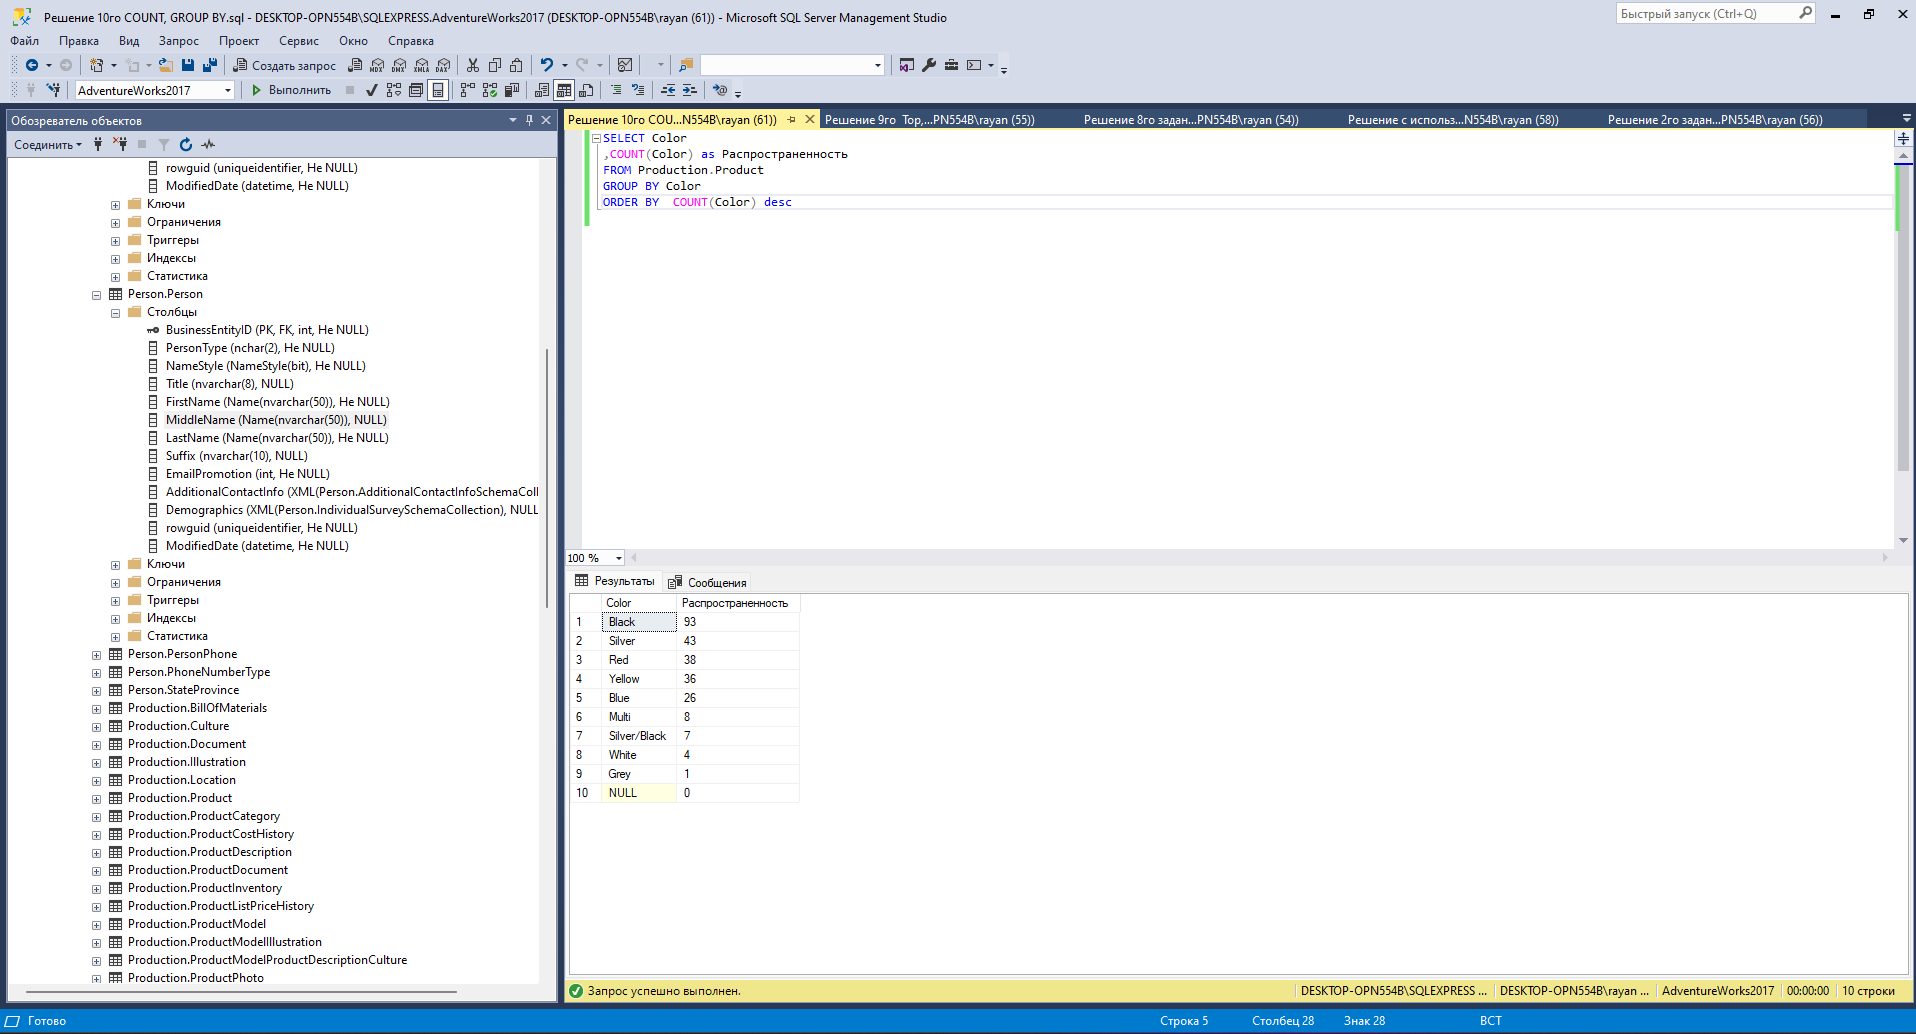 Решение 10го COUNT, GROUP BY.sql - DESKTOP-OPN554B\SQLEXPRESS.AdventureWorks2017 (DESKTOP-OPN554B\rayan (61)) - Microsoft SQL Server Management Studio
Быстрый запуск (Ctrl+Q)
Файл Правка Вид Запрос Проект Сервис Окно Справка
Создать запрос MDX DMX XMLA DAX
AdventureWorks2017 Выполнить
Обозреватель объектов
Соединить
rowguid (uniqueidentifier, Не NULL)
ModifiedDate (datetime, Не NULL)
Ключи
Ограничения
Триггеры
Индексы
Статистика
Person.Person
Столбцы
BusinessEntityID (PK, FK, int, Не NULL)
PersonType (nchar(2), Не NULL)
NameStyle (NameStyle(bit), Не NULL)
Title (nvarchar(8), NULL)
FirstName (Name(nvarchar(50)), Не NULL)
MiddleName (Name(nvarchar(50)), NULL)
LastName (Name(nvarchar(50)), Не NULL)
Suffix (nvarchar(10), NULL)
EmailPromotion (int, Не NULL)
AdditionalContactInfo (XML(Person.AdditionalContactInfoSchemaColl
Demographics (XML(Person.IndividualSurveySchemaCollection), NULL
rowguid (uniqueidentifier, Не NULL)
ModifiedDate (datetime, Не NULL)
Ключи
Ограничения
Триггеры
Индексы
Статистика
Person.PersonPhone
Person.PhoneNumberType
Person.StateProvince
Production.BillOfMaterials
Production.Culture
Production.Document
Production.Illustration
Production.Location
Production.Product
Production.ProductCategory
Production.ProductCostHistory
Production.ProductDescription
Production.ProductDocument
Production.ProductInventory
Production.ProductListPriceHistory
Production.ProductModel
Production.ProductModelIllustration
Production.ProductModelProductDescriptionCulture
Production.ProductPhoto
Решение 10го COU...N554B\rayan (61)) Решение 9го Top,...PN554B\rayan (55)) Решение 8го задан...PN554B\rayan (54)) Решение с использ...N554B\rayan (58)) Решение 2го задан...PN554B\rayan (56))
SELECT Color
,COUNT(Color) as Распространенность
FROM Production.Product
GROUP BY Color
ORDER BY COUNT(Color) desc
100 %
Результаты Сообщения
Color Распространенность
1 Black 93
2 Silver 43
3 Red 38
4 Yellow 36
5 Blue 26
6 Multi 8
7 Silver/Black 7
8 White 4
9 Grey 1
10 NULL 0
Запрос успешно выполнен. DESKTOP-OPN554B\SQLEXPRESS ... DESKTOP-OPN554B\rayan ... AdventureWorks2017 00:00:00 10 строки
Готово Строка 5 Столбец 28 Знак 28 ВСТ